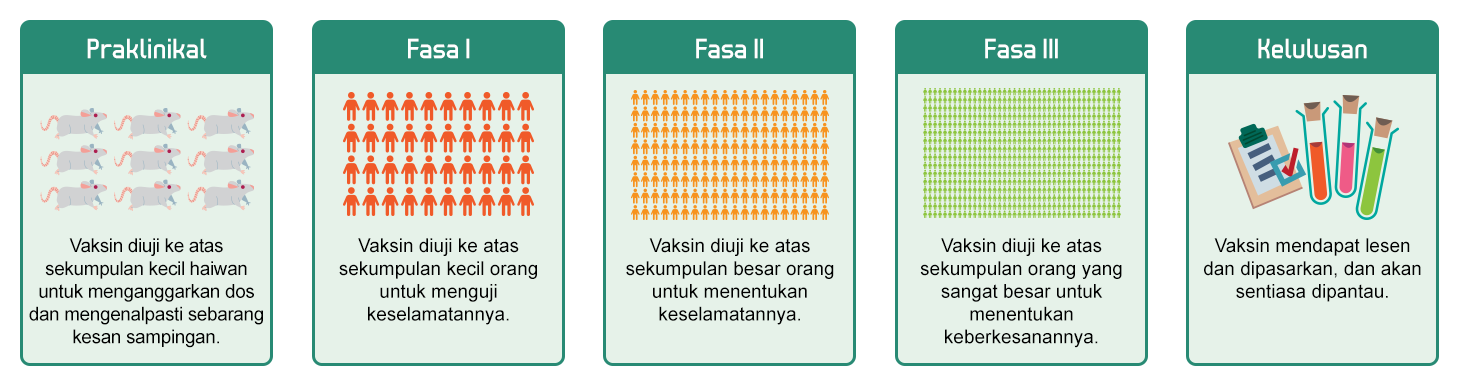 Praklinikal
Vaksin diuji ke atas
sekumpulan kecil haiwan
untuk menganggarkan dos
dan mengenalpasti sebarang
kesan sampingan.
Fasa I
Vaksin diuji ke atas
sekumpulan kecil orang
untuk menguji
keselamatannya.
Fasa II
Vaksin diuji ke atas
sekumpulan besar orang
untuk menentukan
keselamatannya.
Fasa III
Vaksin diuji ke atas
sekumpulan orang yang
sangat besar untuk
menentukan
keberkesanannya.
Kelulusan
Vaksin mendapat lesen
dan dipasarkan, dan akan
sentiasa dipantau.